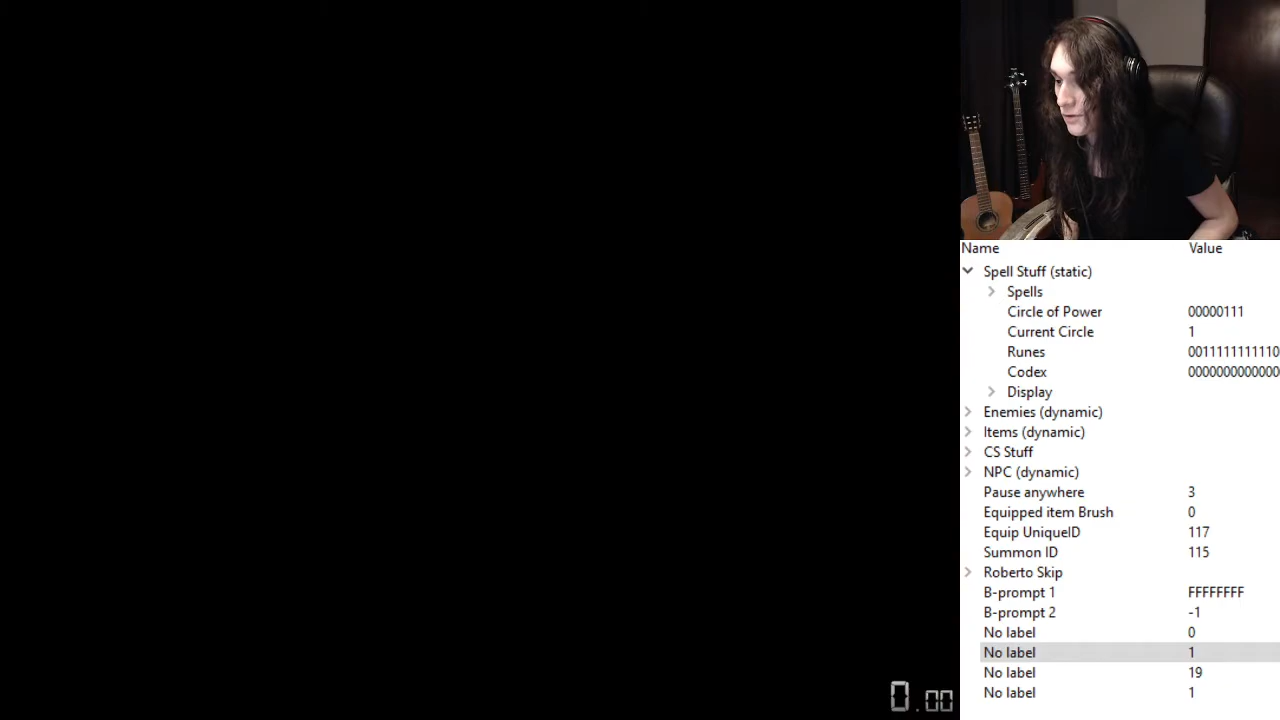 Name Value
Spell Stuff (static)
Spells
Circle of Power 00000111
Current Circle 1
Runes 0011111111110
Codex 0000000000000
Display
Enemies (dynamic)
Items (dynamic)
CS Stuff
NPC (dynamic)
Pause anywhere 3
Equipped item Brush 0
Equip UniqueID 117
Summon ID 115
Roberto Skip
B-prompt 1 FFFFFFFF
B-prompt 2 -1
No label 0
No label 1
No label 19
No label 1
0.00